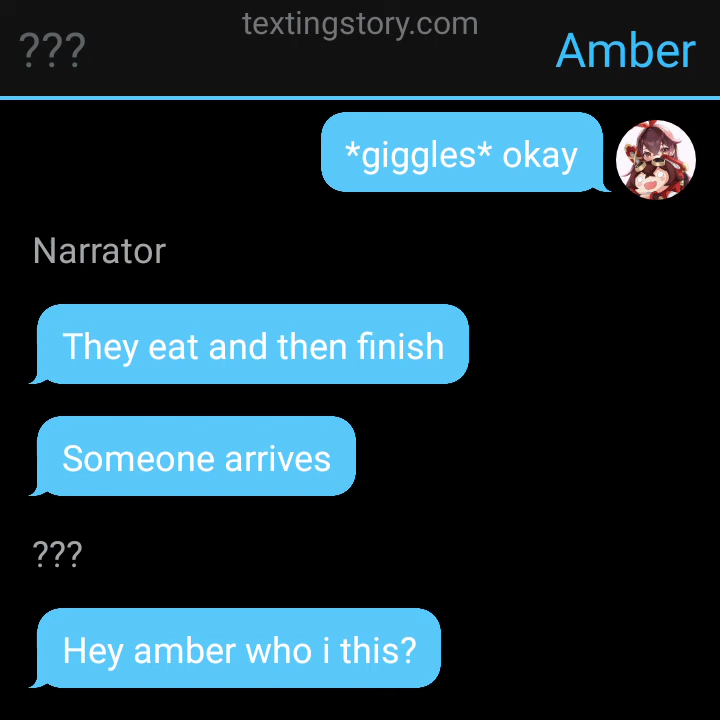 textingstory.com
??? Amber
*giggles* okay
Narrator
They eat and then finish
Someone arrives
???
Hey amber who i this?